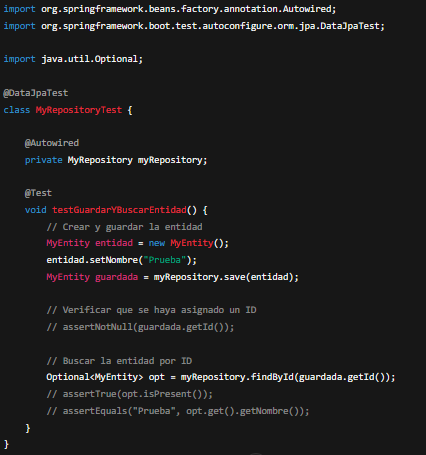 import org.springframework.beans.factory.annotation.Autowired;
import org.springframework.boot.test.autoconfigure.orm.jpa.DataJpaTest;
import java.util.Optional;
@DataJpaTest
class MyRepositoryTest {
@Autowired
private MyRepository myRepository;
@Test
void testGuardarYBuscarEntidad() {
// Crear y guardar la entidad
MyEntity entidad = new MyEntity();
entidad.setNombre("Prueba");
MyEntity guardada = myRepository.save(entidad);
// Verificar que se haya asignado un ID
// assertNotNull(guardada.getId());
// Buscar la entidad por ID
Optional<MyEntity> opt = myRepository.findById(guardada.getId());
// assertTrue(opt.isPresent());
// assertEquals("Prueba", opt.get().getNombre());
}
}